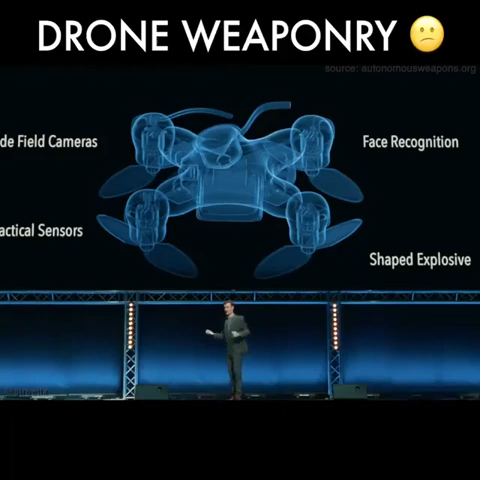 DRONE WEAPONRY 😕
source: autonomousweapons.org
de Field Cameras
Face Recognition
actical Sensors
Shaped Explosive